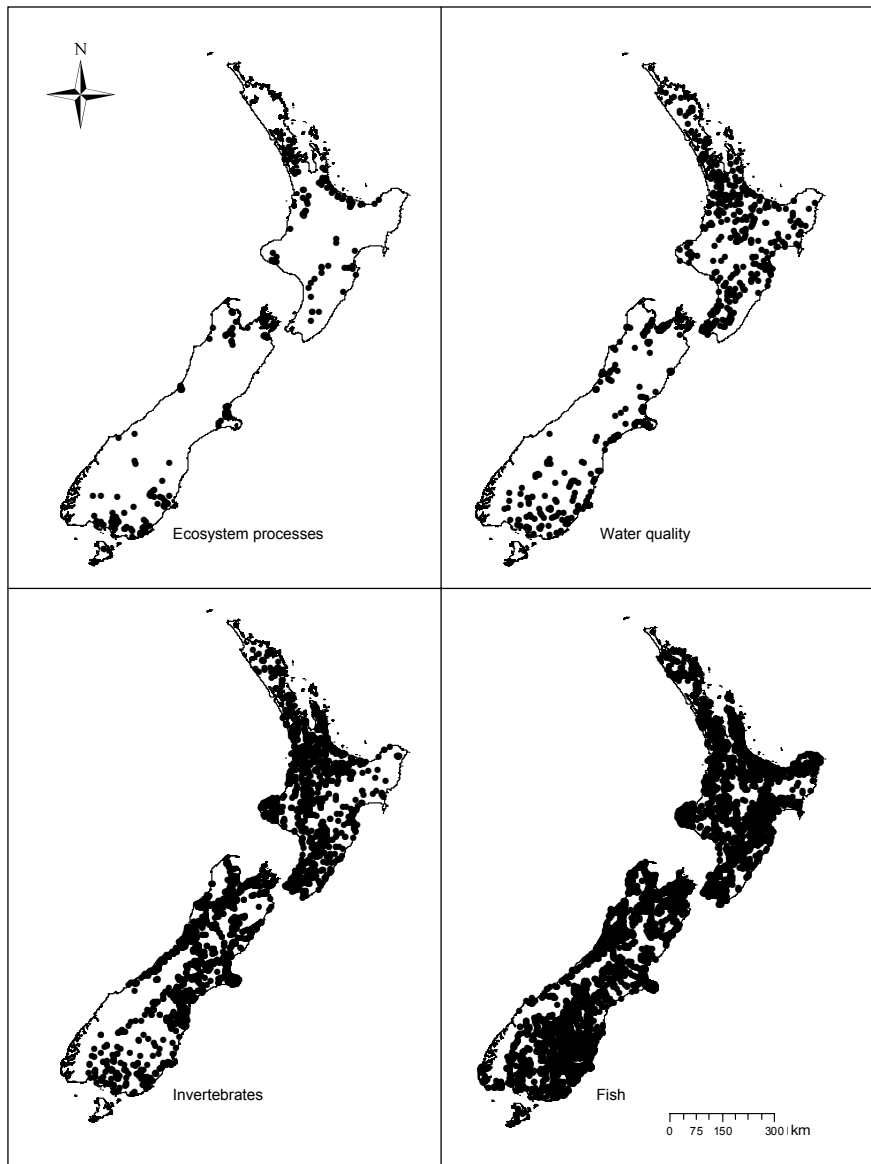 N
Ecosystem processes
Water quality
Invertebrates
Fish
0 75 150 300 km